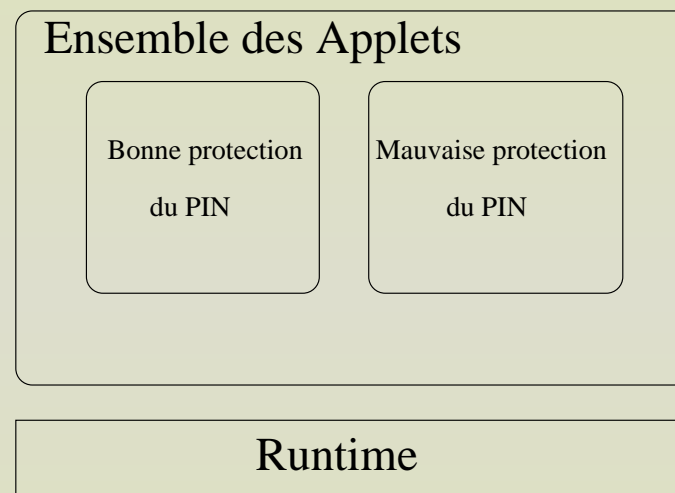 Ensemble des Applets
Bonne protection
du PIN
Mauvaise protection
du PIN
Runtime